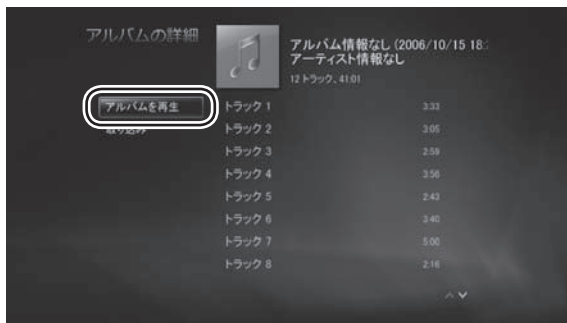 アルバムの詳細
アルバム情報なし (2006/10/15 18:
アーティスト情報なし
12 トラック、41:01
アルバムを再生
取り込み
トラック 1 3:33
トラック 2 3:05
トラック 3 2:59
トラック 4 3:56
トラック 5 2:43
トラック 6 3:40
トラック 7 5:00
トラック 8 2:16